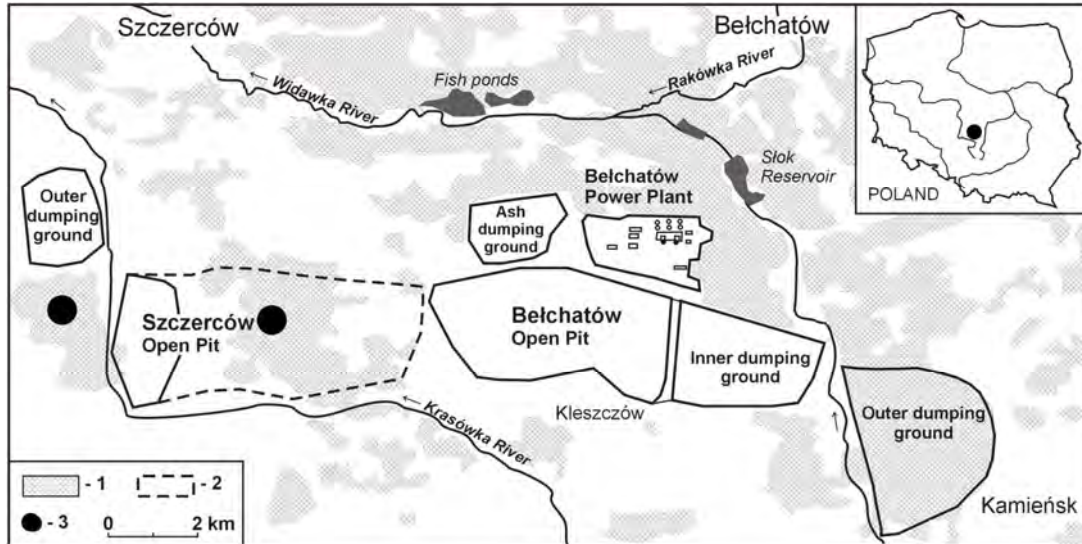 Szczerców
Bełchatów
← Widawka River
Fish ponds
← Rakówka River
Słok
Reservoir
POLAND
Outer
dumping
ground
Ash
dumping
ground
Bełchatów
Power Plant
Szczerców
Open Pit
Bełchatów
Open Pit
Inner dumping
ground
Kleszczów
← Krasówka River
Outer dumping
ground
Kamieńsk
- 1
- 2
- 3
0 2 km